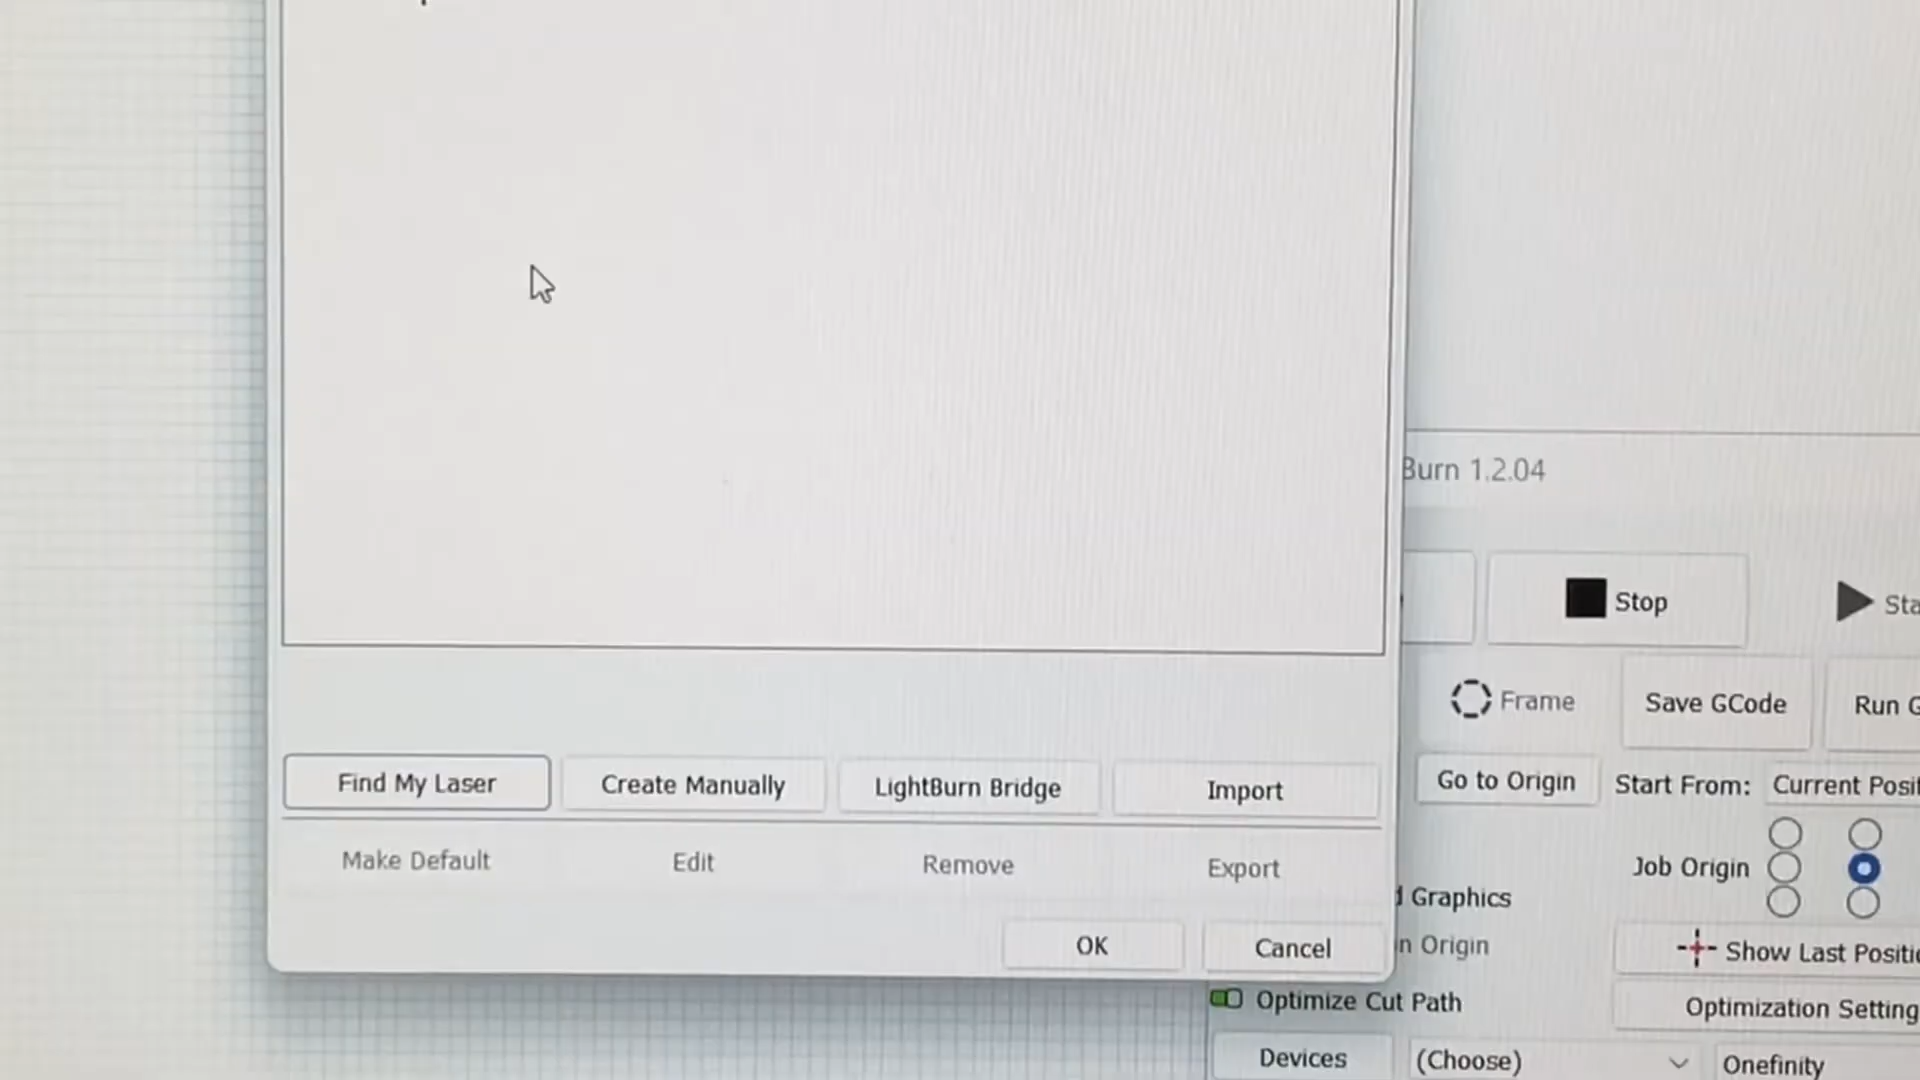 Burn 1.2.04
Stop
Frame
Save GCode
Find My Laser
Create Manually
LightBurn Bridge
Import
Go to Origin
Start From:
Make Default
Edit
Remove
Export
Job Origin
Graphics
OK
Cancel
Origin
Show Last
Optimize Cut Path
Optimization
Devices
(Choose)
Onefinity
Run
Current